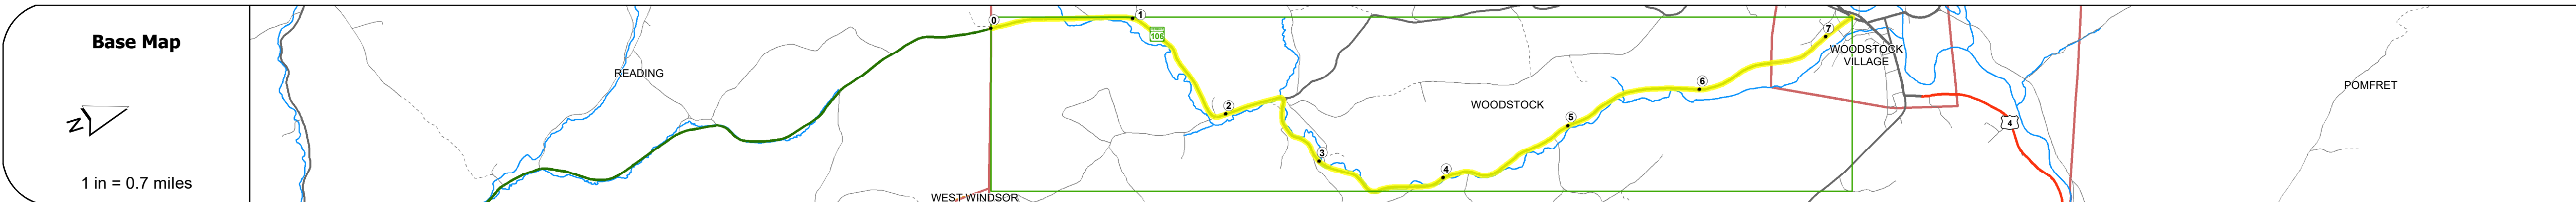 Base Map
N
1 in = 0.7 miles
READING
WEST WINDSOR
0
1
106
2
3
4
5
6
7
WOODSTOCK
WOODSTOCK
VILLAGE
4
POMFRET